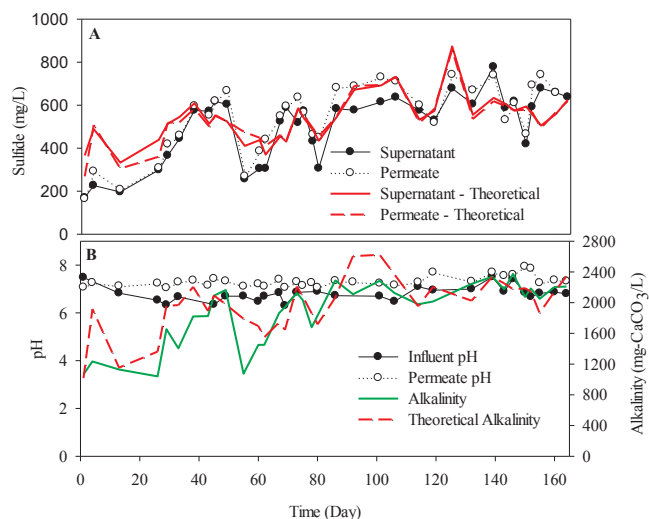 1000
A
800
600
400
200
0
Sulfide (mg/L)
Supernatant
Permeate
Supernatant - Theoretical
Permeate - Theoretical
B
8
6
4
2
0
pH
2800
2400
2000
1600
1200
800
400
0
Alkalinity (mg-CaCO3/L)
Influent pH
Permeate pH
Alkalinity
Theoretical Alkalinity
0 20 40 60 80 100 120 140 160
Time (Day)